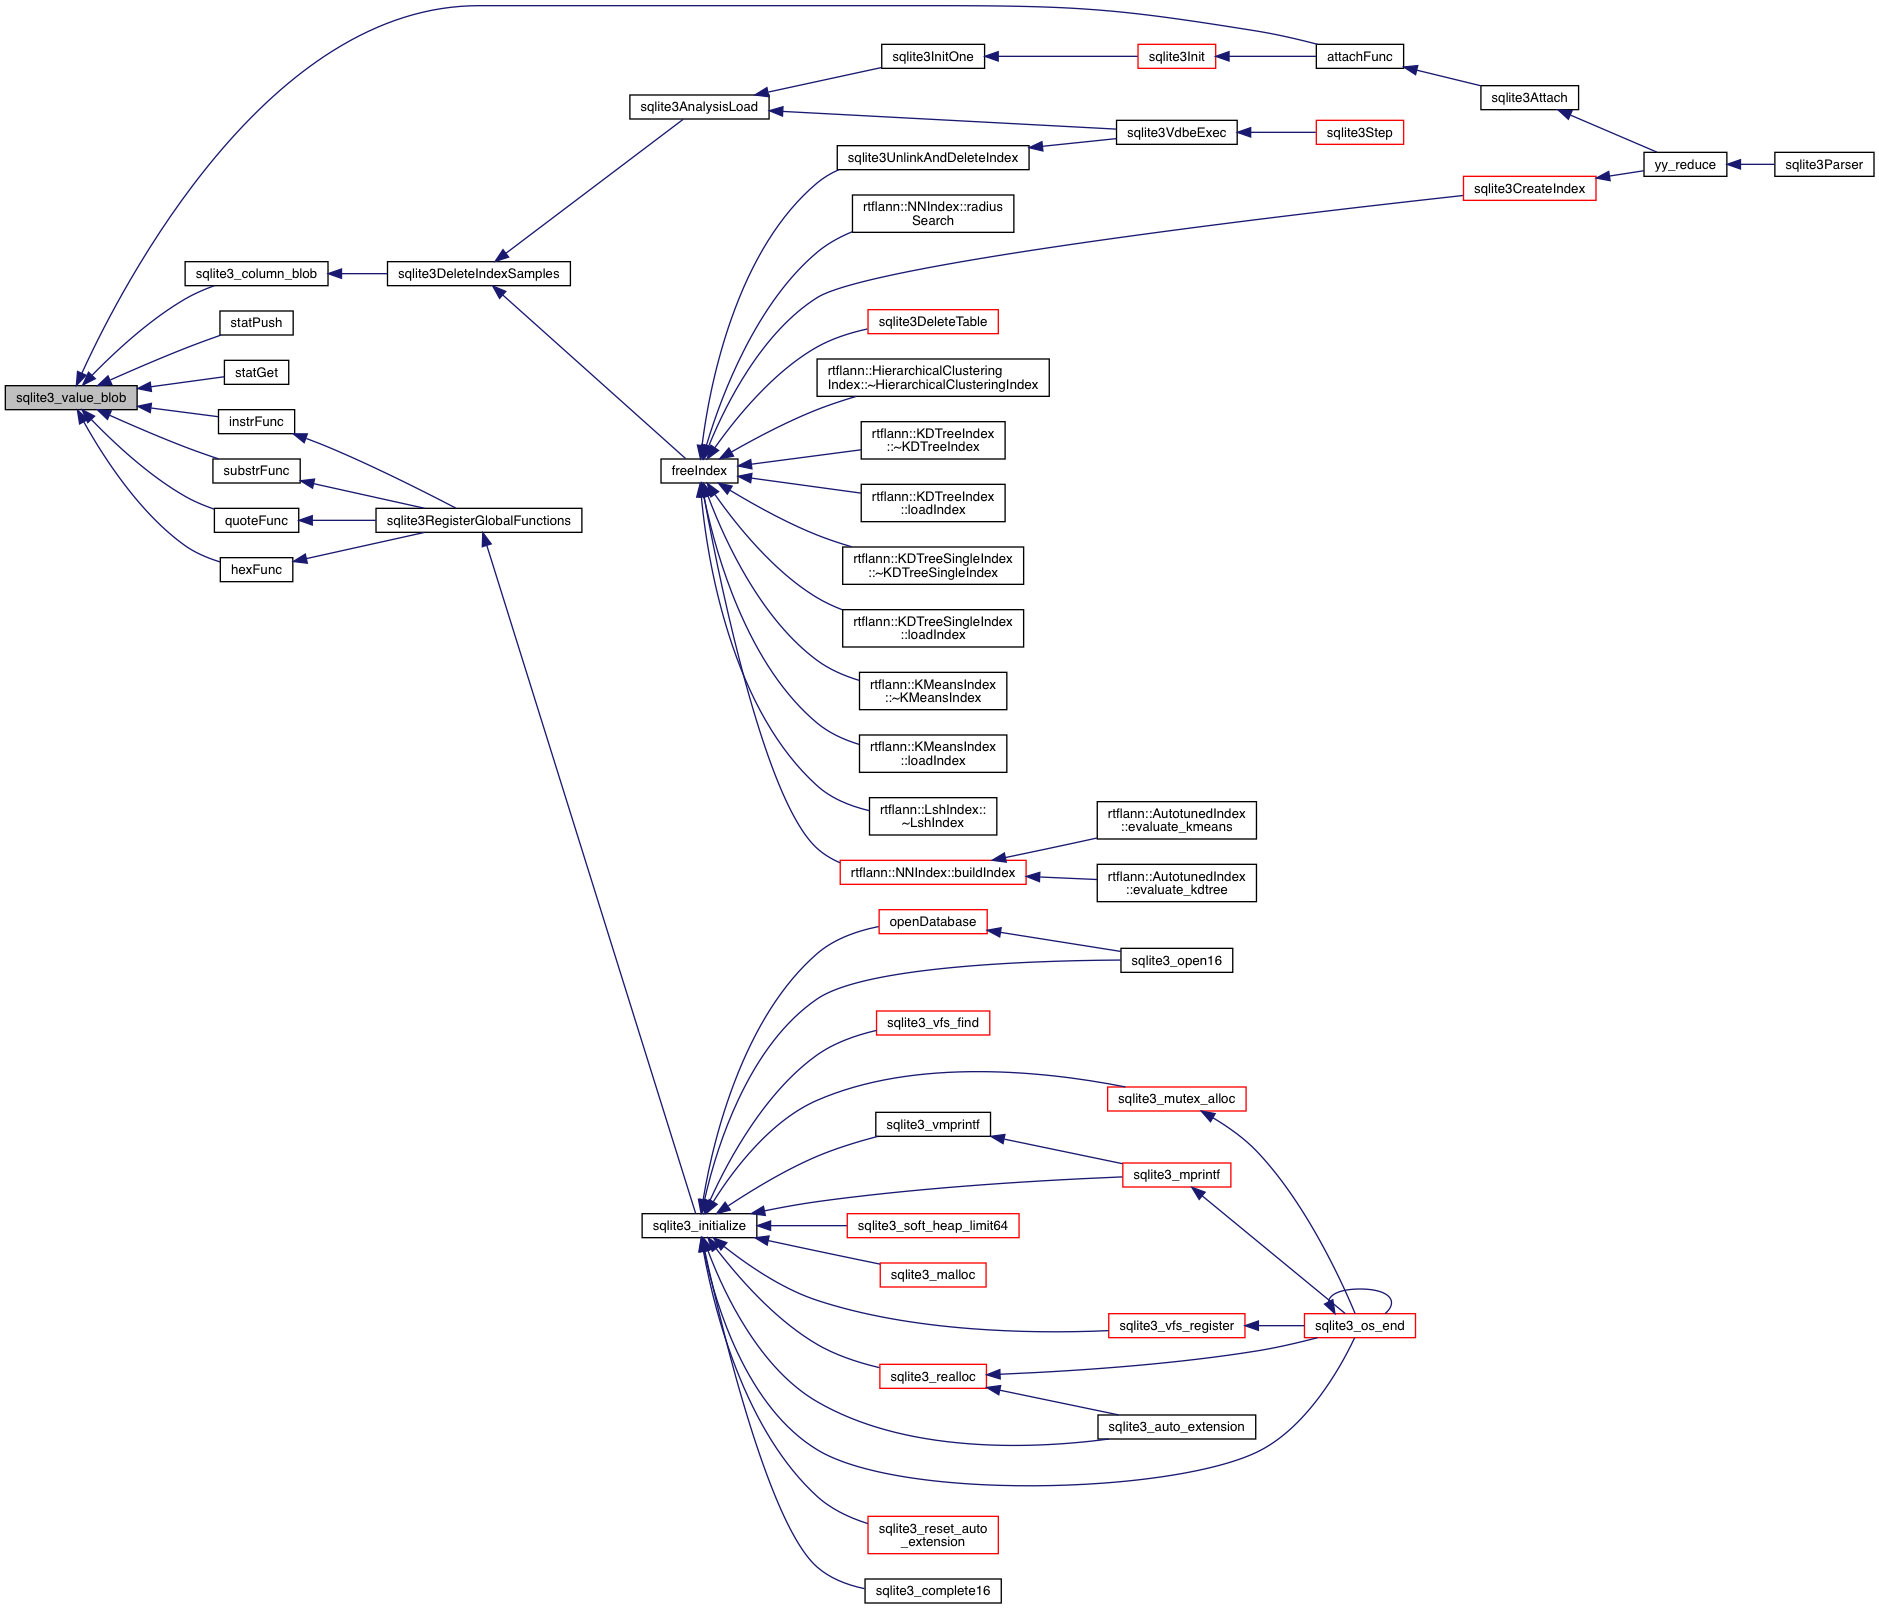 sqlite3_value_blob
sqlite3_column_blob
statPush
statGet
instrFunc
substrFunc
quoteFunc
hexFunc
sqlite3DeleteIndexSamples
sqlite3RegisterGlobalFunctions
sqlite3AnalysisLoad
freeIndex
sqlite3_initialize
sqlite3InitOne
sqlite3UnlinkAndDeleteIndex
rtflann::NNIndex::radius
Search
sqlite3DeleteTable
rtflann::HierarchicalClustering
Index::~HierarchicalClusteringIndex
rtflann::KDTreeIndex
::~KDTreeIndex
rtflann::KDTreeIndex
::loadIndex
rtflann::KDTreeSingleIndex
::~KDTreeSingleIndex
rtflann::KDTreeSingleIndex
::loadIndex
rtflann::KMeansIndex
::~KMeansIndex
rtflann::KMeansIndex
::loadIndex
rtflann::LshIndex::
~LshIndex
rtflann::NNIndex::buildIndex
openDatabase
sqlite3_vfs_find
sqlite3_vmprintf
sqlite3_soft_heap_limit64
sqlite3_malloc
sqlite3_realloc
sqlite3_reset_auto
_extension
sqlite3_complete16
sqlite3Init
sqlite3VdbeExec
rtflann::AutotunedIndex
::evaluate_kmeans
rtflann::AutotunedIndex
::evaluate_kdtree
sqlite3_open16
sqlite3_mutex_alloc
sqlite3_mprintf
sqlite3_vfs_register
sqlite3_auto_extension
attachFunc
sqlite3Step
sqlite3_os_end
sqlite3Attach
sqlite3CreateIndex
yy_reduce
sqlite3Parser